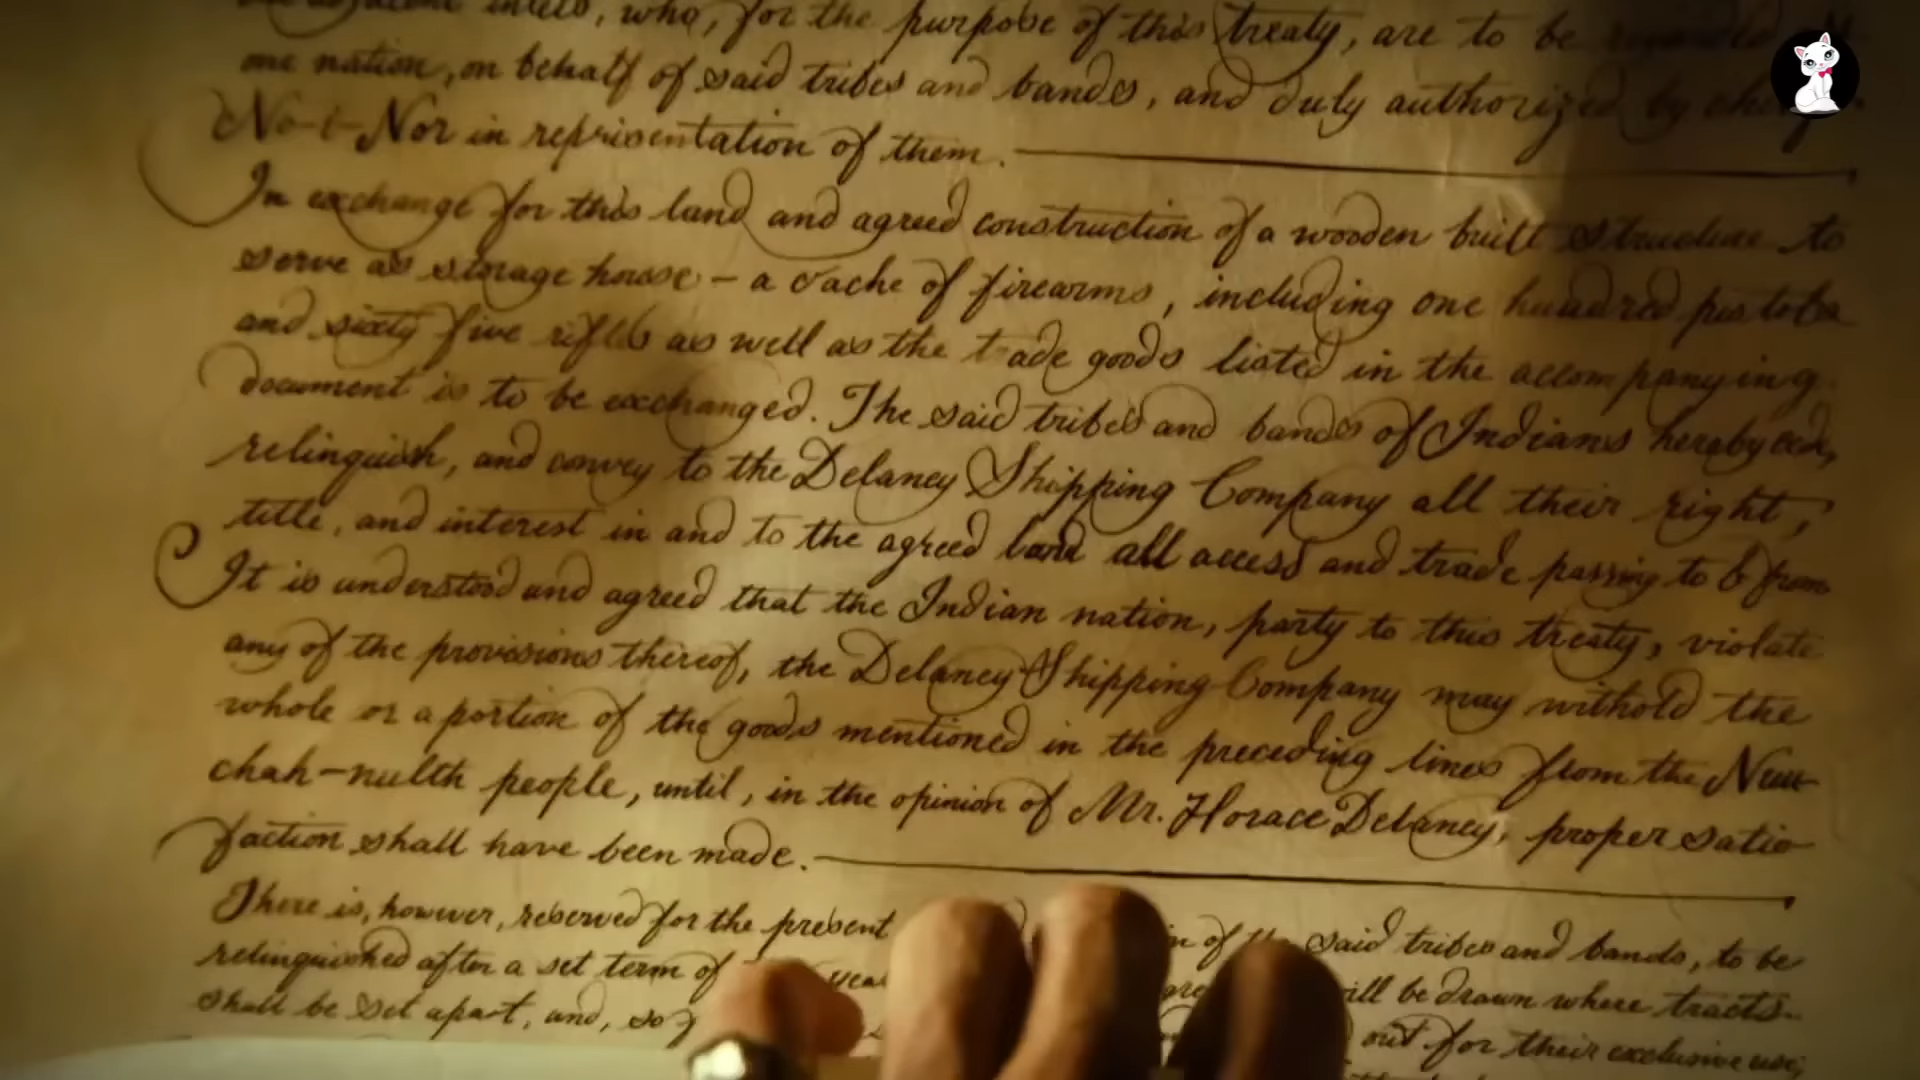 intents, who, for the purpose of this treaty, are to be
one nation, on behalf of said tribes and bands, and duly authorized by
No-t-Nor in representation of them.
In exchange for this land and agreed construction of a wooden built structure to
serve as storage house - a cache of firearms, including one hundred pistols
and sixty five rifles as well as the trade goods listed in the accompanying
document is to be exchanged. The said tribes and bands of Indians hereby cede,
relinquish, and convey to the Delaney Shipping Company all their right,
title, and interest in and to the agreed land all access and trade passing to & from
It is understood and agreed that the Indian nation, party to this treaty, violate
any of the provisions thereof, the Delaney Shipping Company may withold the
whole or a portion of the goods mentioned in the preceding lines from the Nuu-
chah-nulth people, until, in the opinion of Mr. Horace Delaney, proper satis-
faction shall have been made.
There is, however, reserved for the present of the said tribes and bands, to be
relinquished after a set term of will be drawn where tracts
shall be set apart, and, so out for their exclusive use;